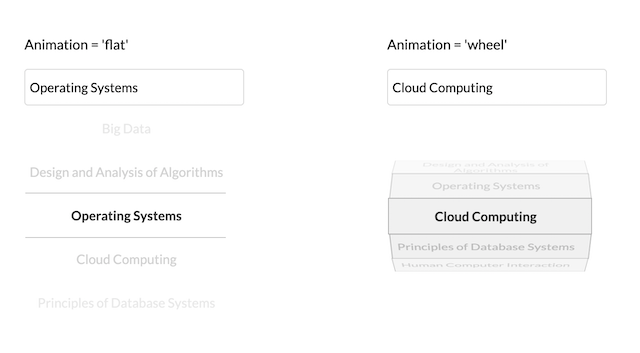 Animation = 'flat'
Operating Systems
Big Data
Design and Analysis of Algorithms
Operating Systems
Cloud Computing
Principles of Database Systems
Animation = 'wheel'
Cloud Computing
Design and Analysis of
Algorithms
Operating Systems
Cloud Computing
Principles of Database Systems
Human Computer Interaction